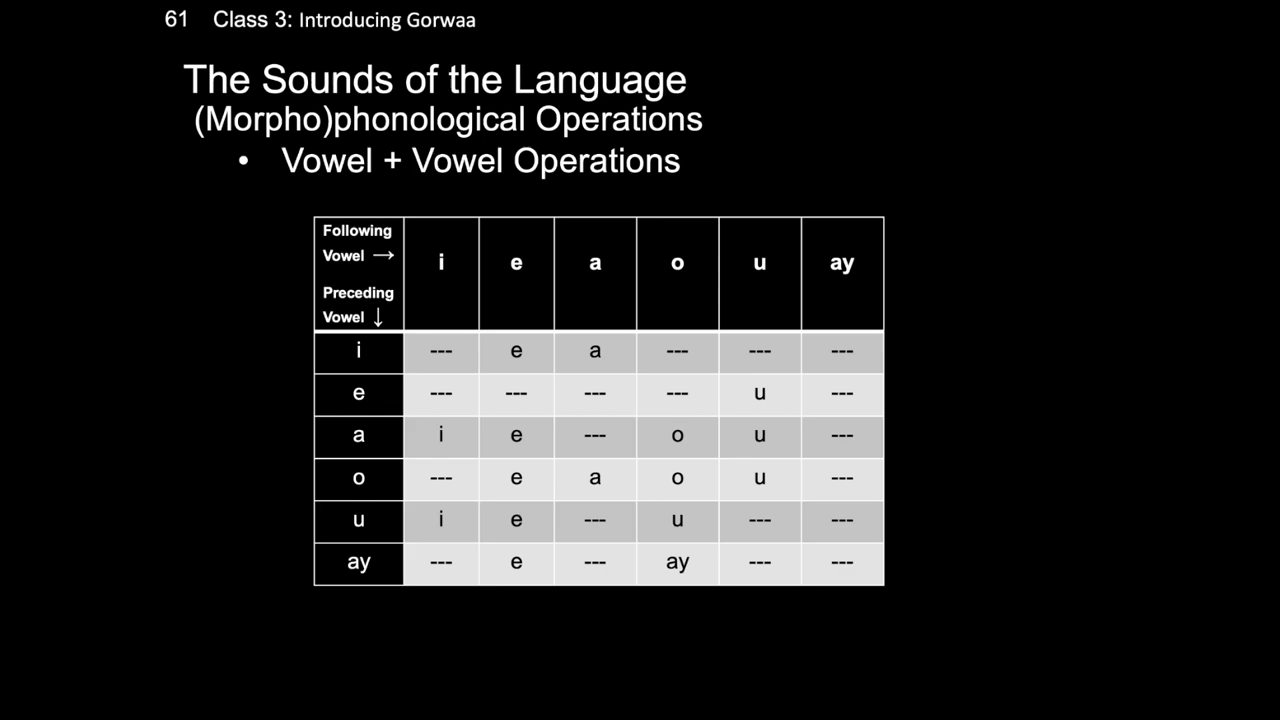 61 Class 3: Introducing Gorwaa
The Sounds of the Language
(Morpho)phonological Operations
• Vowel + Vowel Operations
Following
Vowel →
Preceding
Vowel ↓
i e a o u ay
i --- e a --- --- ---
e --- --- --- --- u ---
a i e --- o u ---
o --- e a o u ---
u i e --- u --- ---
ay --- e --- ay --- ---